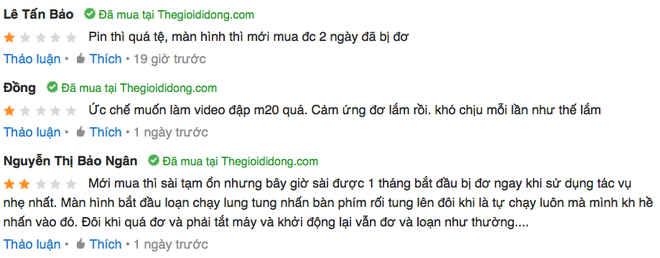 Lê Tấn Bảo Đã mua tại Thegioididong.com
Pin thì quá tệ, màn hình thì mới mua đc 2 ngày đã bị đơ
Thảo luận • Thích • 19 giờ trước
Đồng Đã mua tại Thegioididong.com
Ức chế muốn làm video đập m20 quá. Cảm ứng đơ lắm rồi. khó chịu mỗi lần như thế lắm
Thảo luận • Thích • 1 ngày trước
Nguyễn Thị Bảo Ngân Đã mua tại Thegioididong.com
Mới mua thì sài tạm ổn nhưng bây giờ sài được 1 tháng bắt đầu bị đơ ngay khi sử dụng tác vụ
nhẹ nhất. Màn hình bắt đầu loạn chạy lung tung nhấn bàn phím rối tung lên đôi khi là tự chạy luôn mà mình kh hề
nhấn vào đó. Đôi khi quá đơ và phải tắt máy và khởi động lại vẫn đơ và loạn như thường....
Thảo luận • Thích • 1 ngày trước